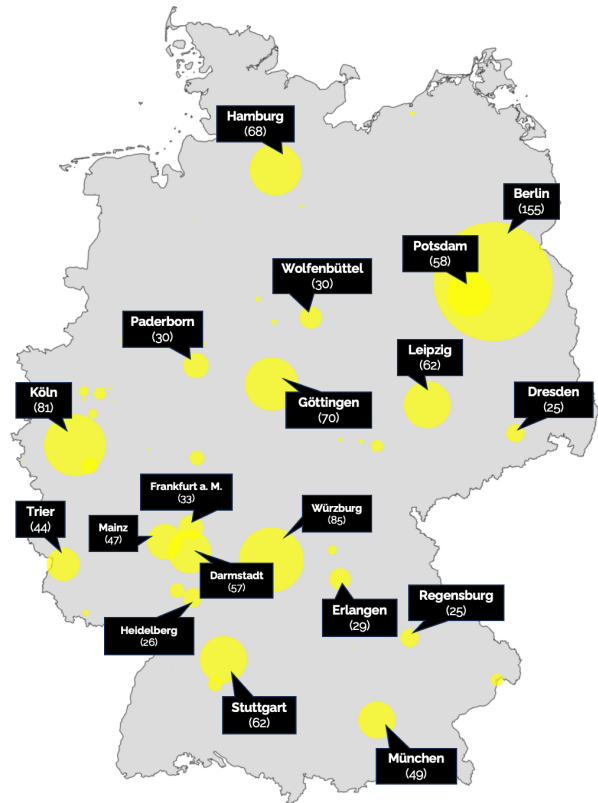 Hamburg
(68)
Berlin
(155)
Potsdam
(58)
Wolfenbüttel
(30)
Paderborn
(30)
Leipzig
(62)
Köln
(81)
Göttingen
(70)
Dresden
(25)
Frankfurt a. M.
(33)
Würzburg
(85)
Trier
(44)
Mainz
(47)
Darmstadt
(57)
Erlangen
(29)
Regensburg
(25)
Heidelberg
(26)
Stuttgart
(62)
München
(49)